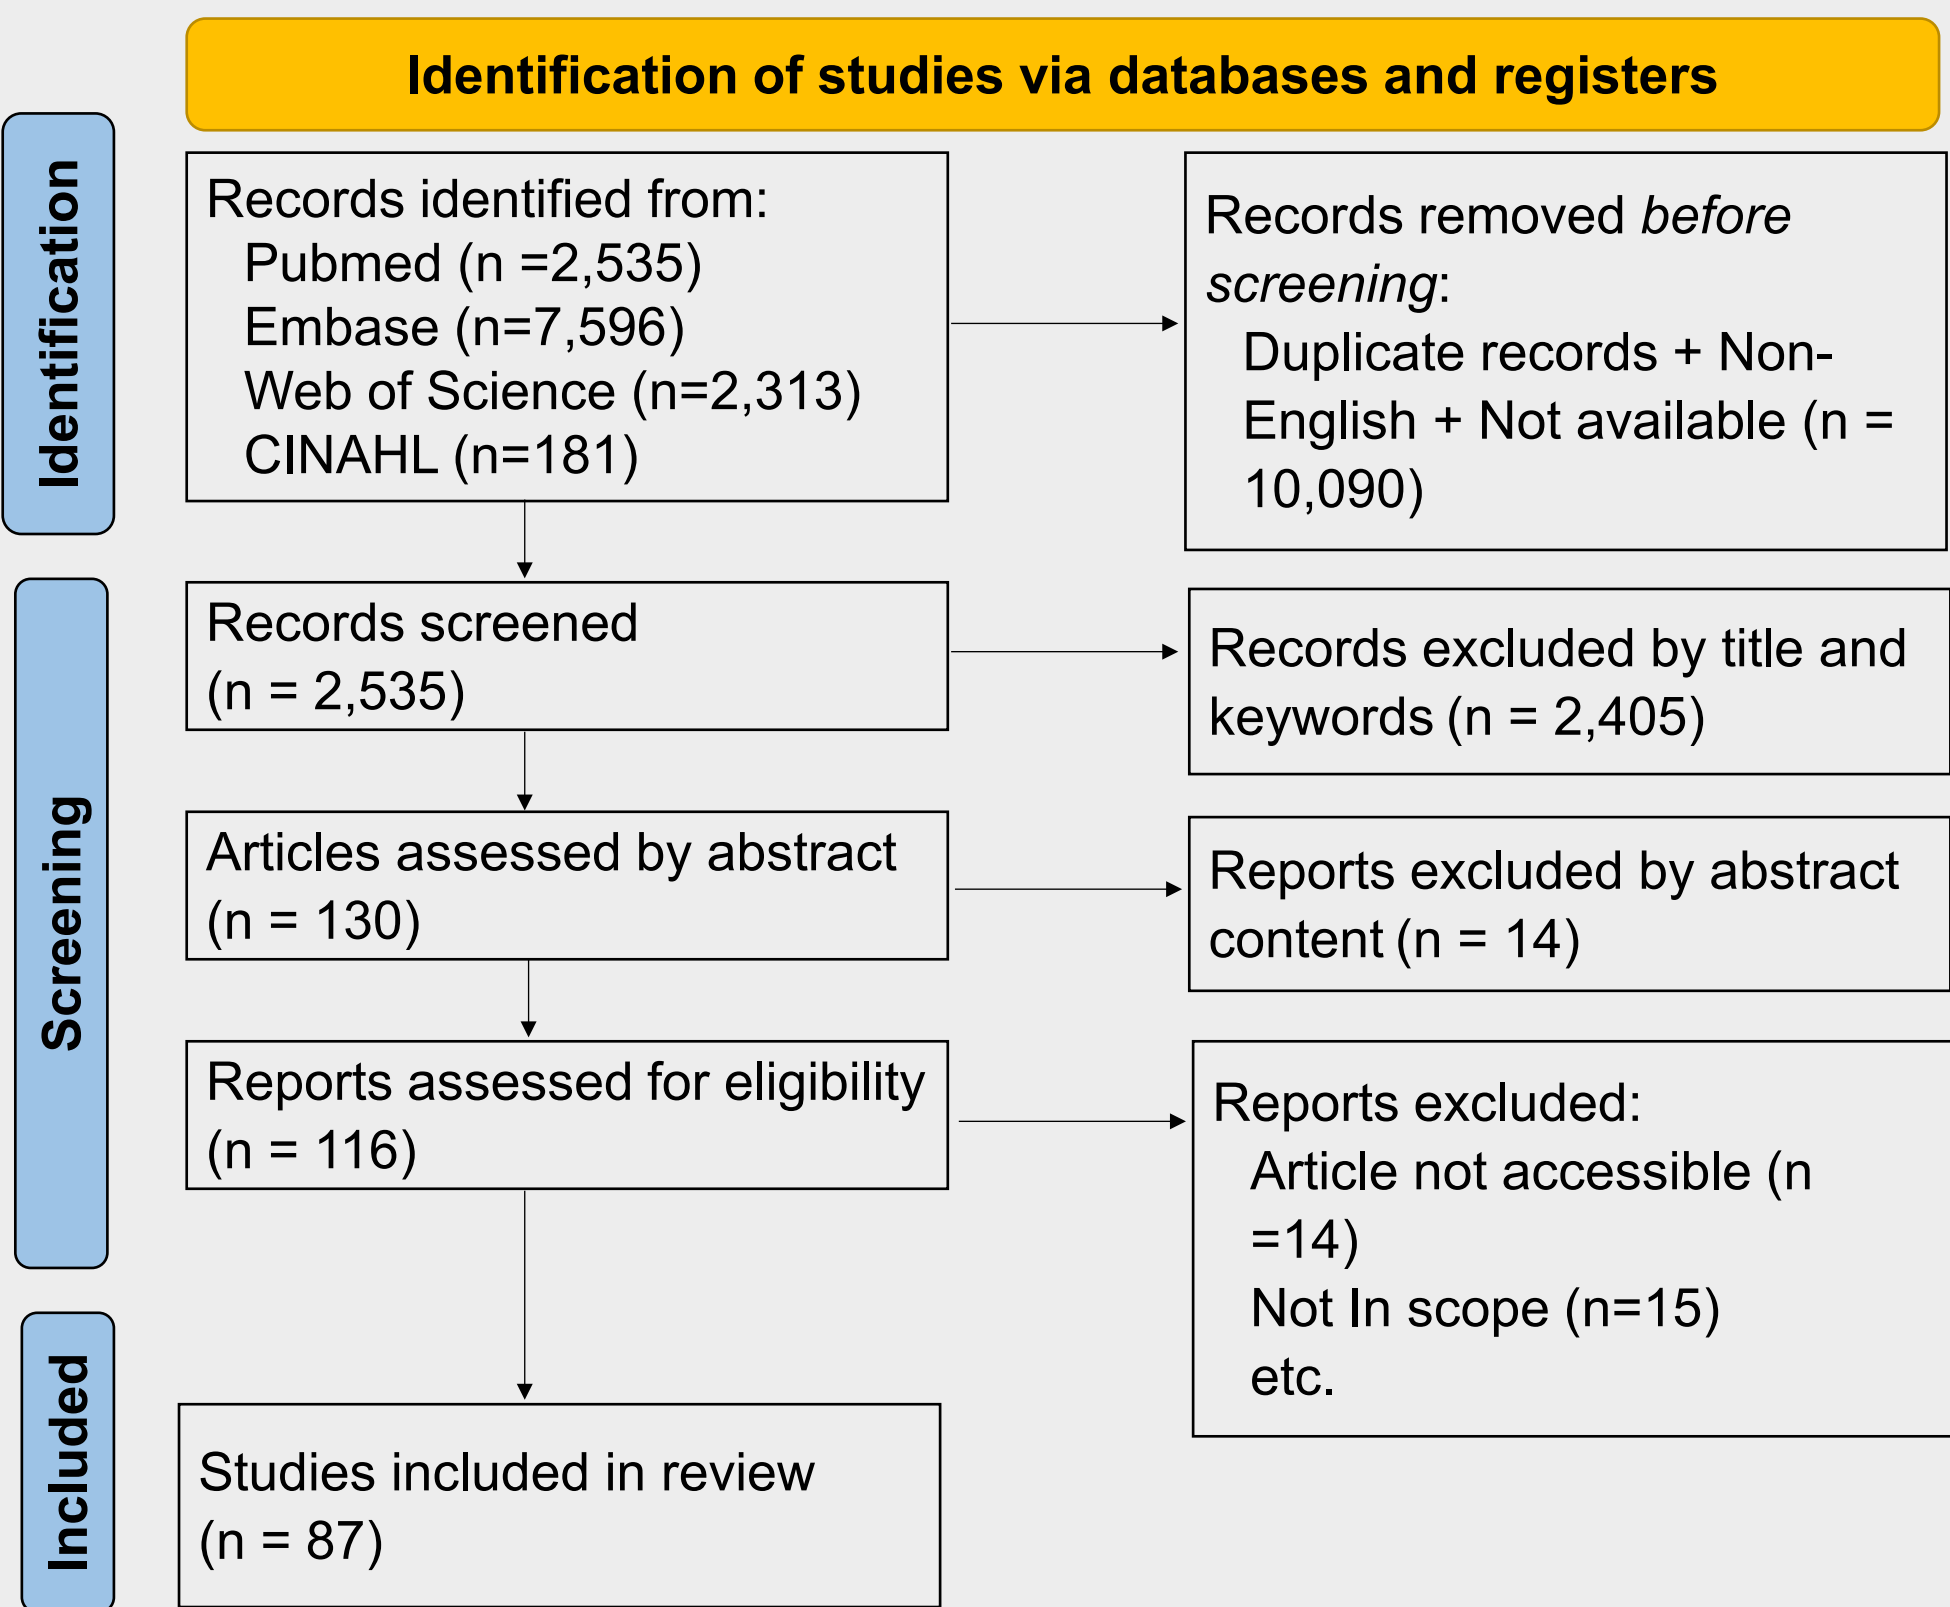 Identification of studies via databases and registers
Identification
Records identified from:
Pubmed (n =2,535)
Embase (n=7,596)
Web of Science (n=2,313)
CINAHL (n=181)
Records removed before
screening:
Duplicate records + Non-
English + Not available (n =
10,090)
Screening
Records screened
(n = 2,535)
Records excluded by title and
keywords (n = 2,405)
Articles assessed by abstract
(n = 130)
Reports excluded by abstract
content (n = 14)
Reports assessed for eligibility
(n = 116)
Reports excluded:
Article not accessible (n
=14)
Not In scope (n=15)
etc.
Included
Studies included in review
(n = 87)